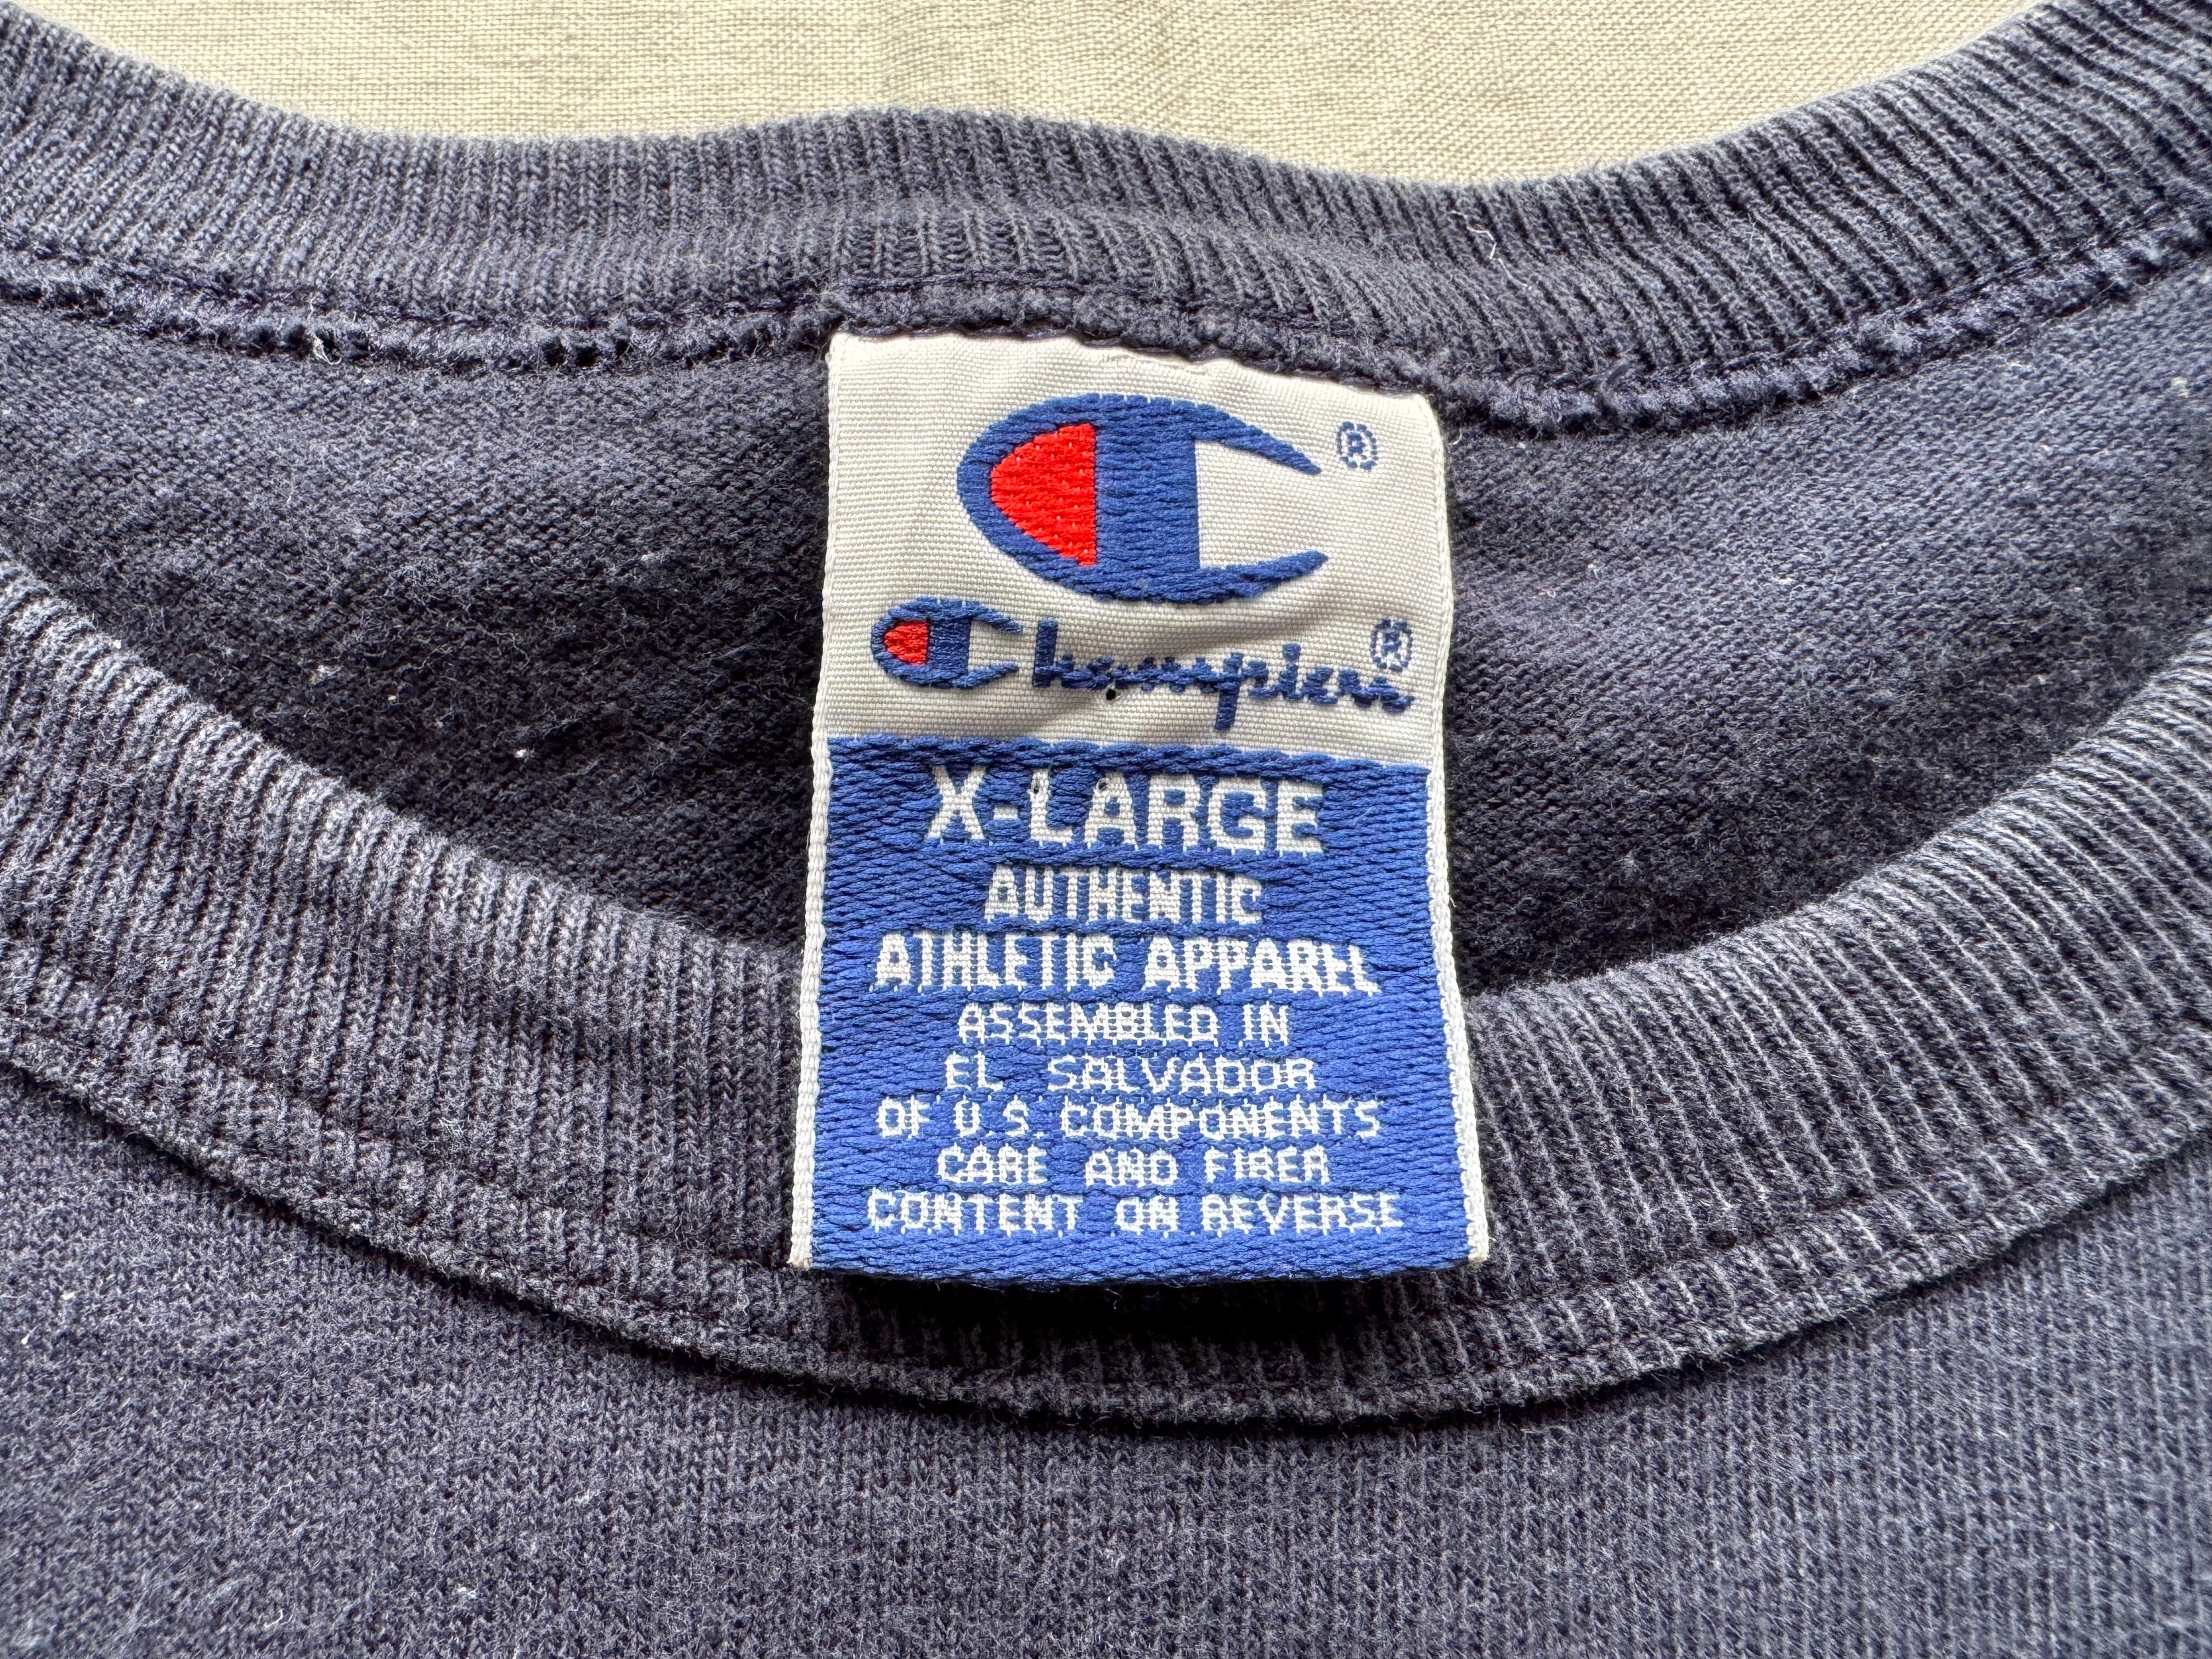 ®
Champion®
X-LARGE
AUTHENTIC
ATHLETIC APPAREL
ASSEMBLED IN
EL SALVADOR
OF U.S. COMPONENTS
CARE AND FIBER
CONTENT ON REVERSE